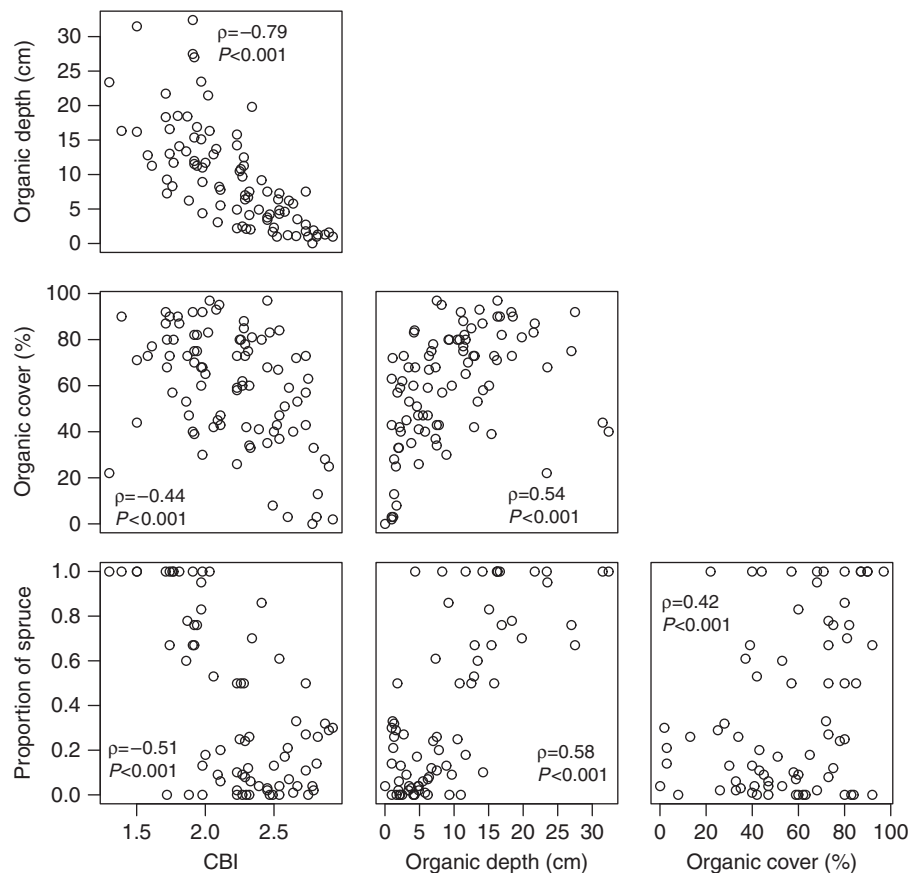 ρ=−0.79
P<0.001
Organic depth (cm)
30
25
20
15
10
5
0
100
80
60
40
20
0
Organic cover (%)
ρ=−0.44
P<0.001
ρ=0.54
P<0.001
1.0
0.8
0.6
0.4
0.2
0.0
Proportion of spruce
ρ=−0.51
P<0.001
ρ=0.58
P<0.001
ρ=0.42
P<0.001
1.5 2.0 2.5
0 5 10 15 20 25 30
0 20 40 60 80 100
CBI
Organic depth (cm)
Organic cover (%)